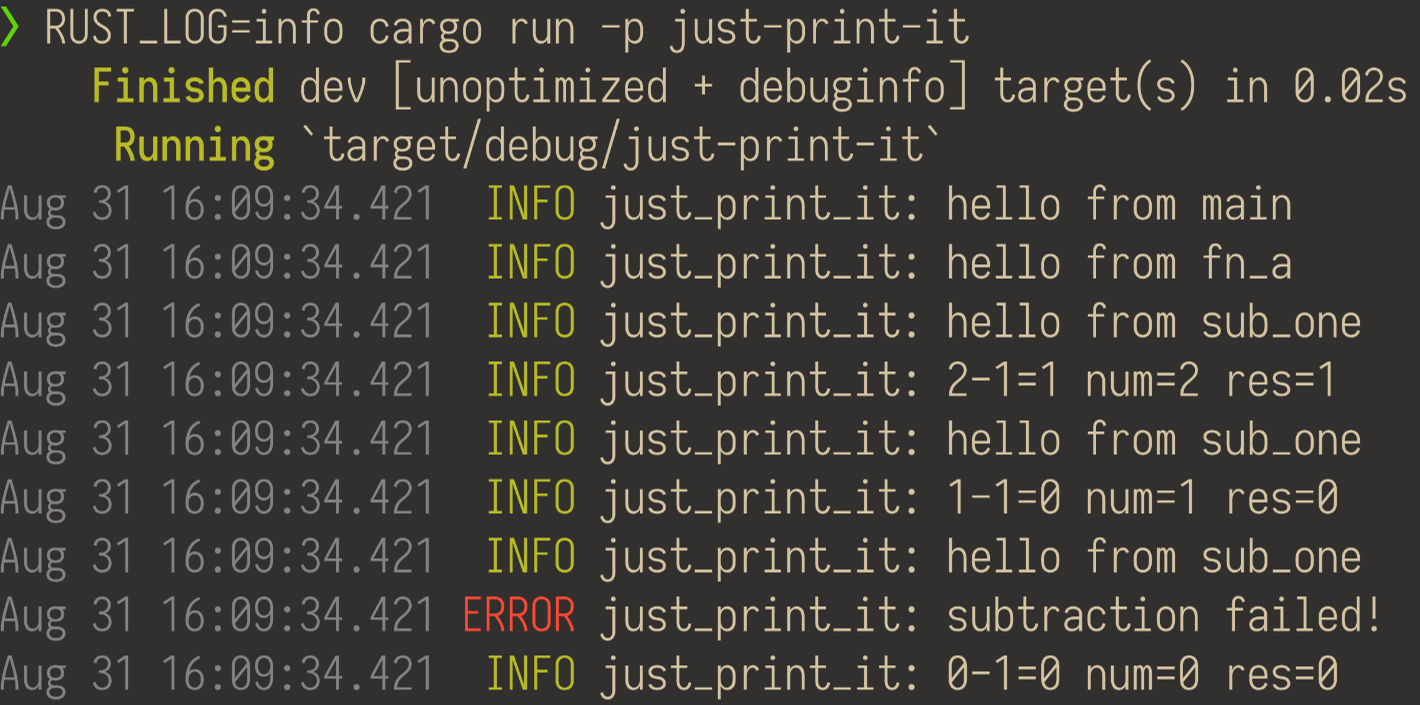 ❯ RUST_LOG=info cargo run -p just-print-it
Finished dev [unoptimized + debuginfo] target(s) in 0.02s
Running `target/debug/just-print-it`
Aug 31 16:09:34.421 INFO just_print_it: hello from main
Aug 31 16:09:34.421 INFO just_print_it: hello from fn_a
Aug 31 16:09:34.421 INFO just_print_it: hello from sub_one
Aug 31 16:09:34.421 INFO just_print_it: 2-1=1 num=2 res=1
Aug 31 16:09:34.421 INFO just_print_it: hello from sub_one
Aug 31 16:09:34.421 INFO just_print_it: 1-1=0 num=1 res=0
Aug 31 16:09:34.421 INFO just_print_it: hello from sub_one
Aug 31 16:09:34.421 ERROR just_print_it: subtraction failed!
Aug 31 16:09:34.421 INFO just_print_it: 0-1=0 num=0 res=0